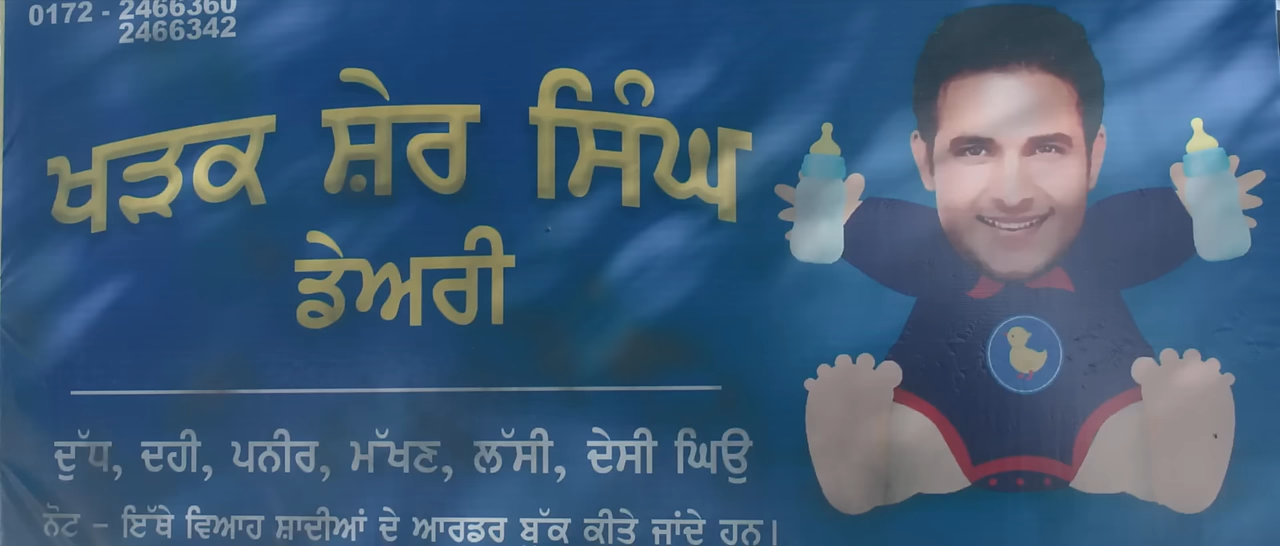 0172 - 2466360
2466342
ਖੜਕ ਸ਼ੇਰ ਸਿੰਘ
ਡੇਅਰੀ
ਦੁੱਧ, ਦਹੀ, ਪਨੀਰ, ਮੱਖਣ, ਲੱਸੀ, ਦੇਸੀ ਘਿਉ
ਨੋਟ - ਇੱਥੇ ਵਿਆਹ ਸ਼ਾਦੀਆਂ ਦੇ ਆਰਡਰ ਬੱਕ ਕੀਤੇ ਜਾਂਦੇ ਹਨ।